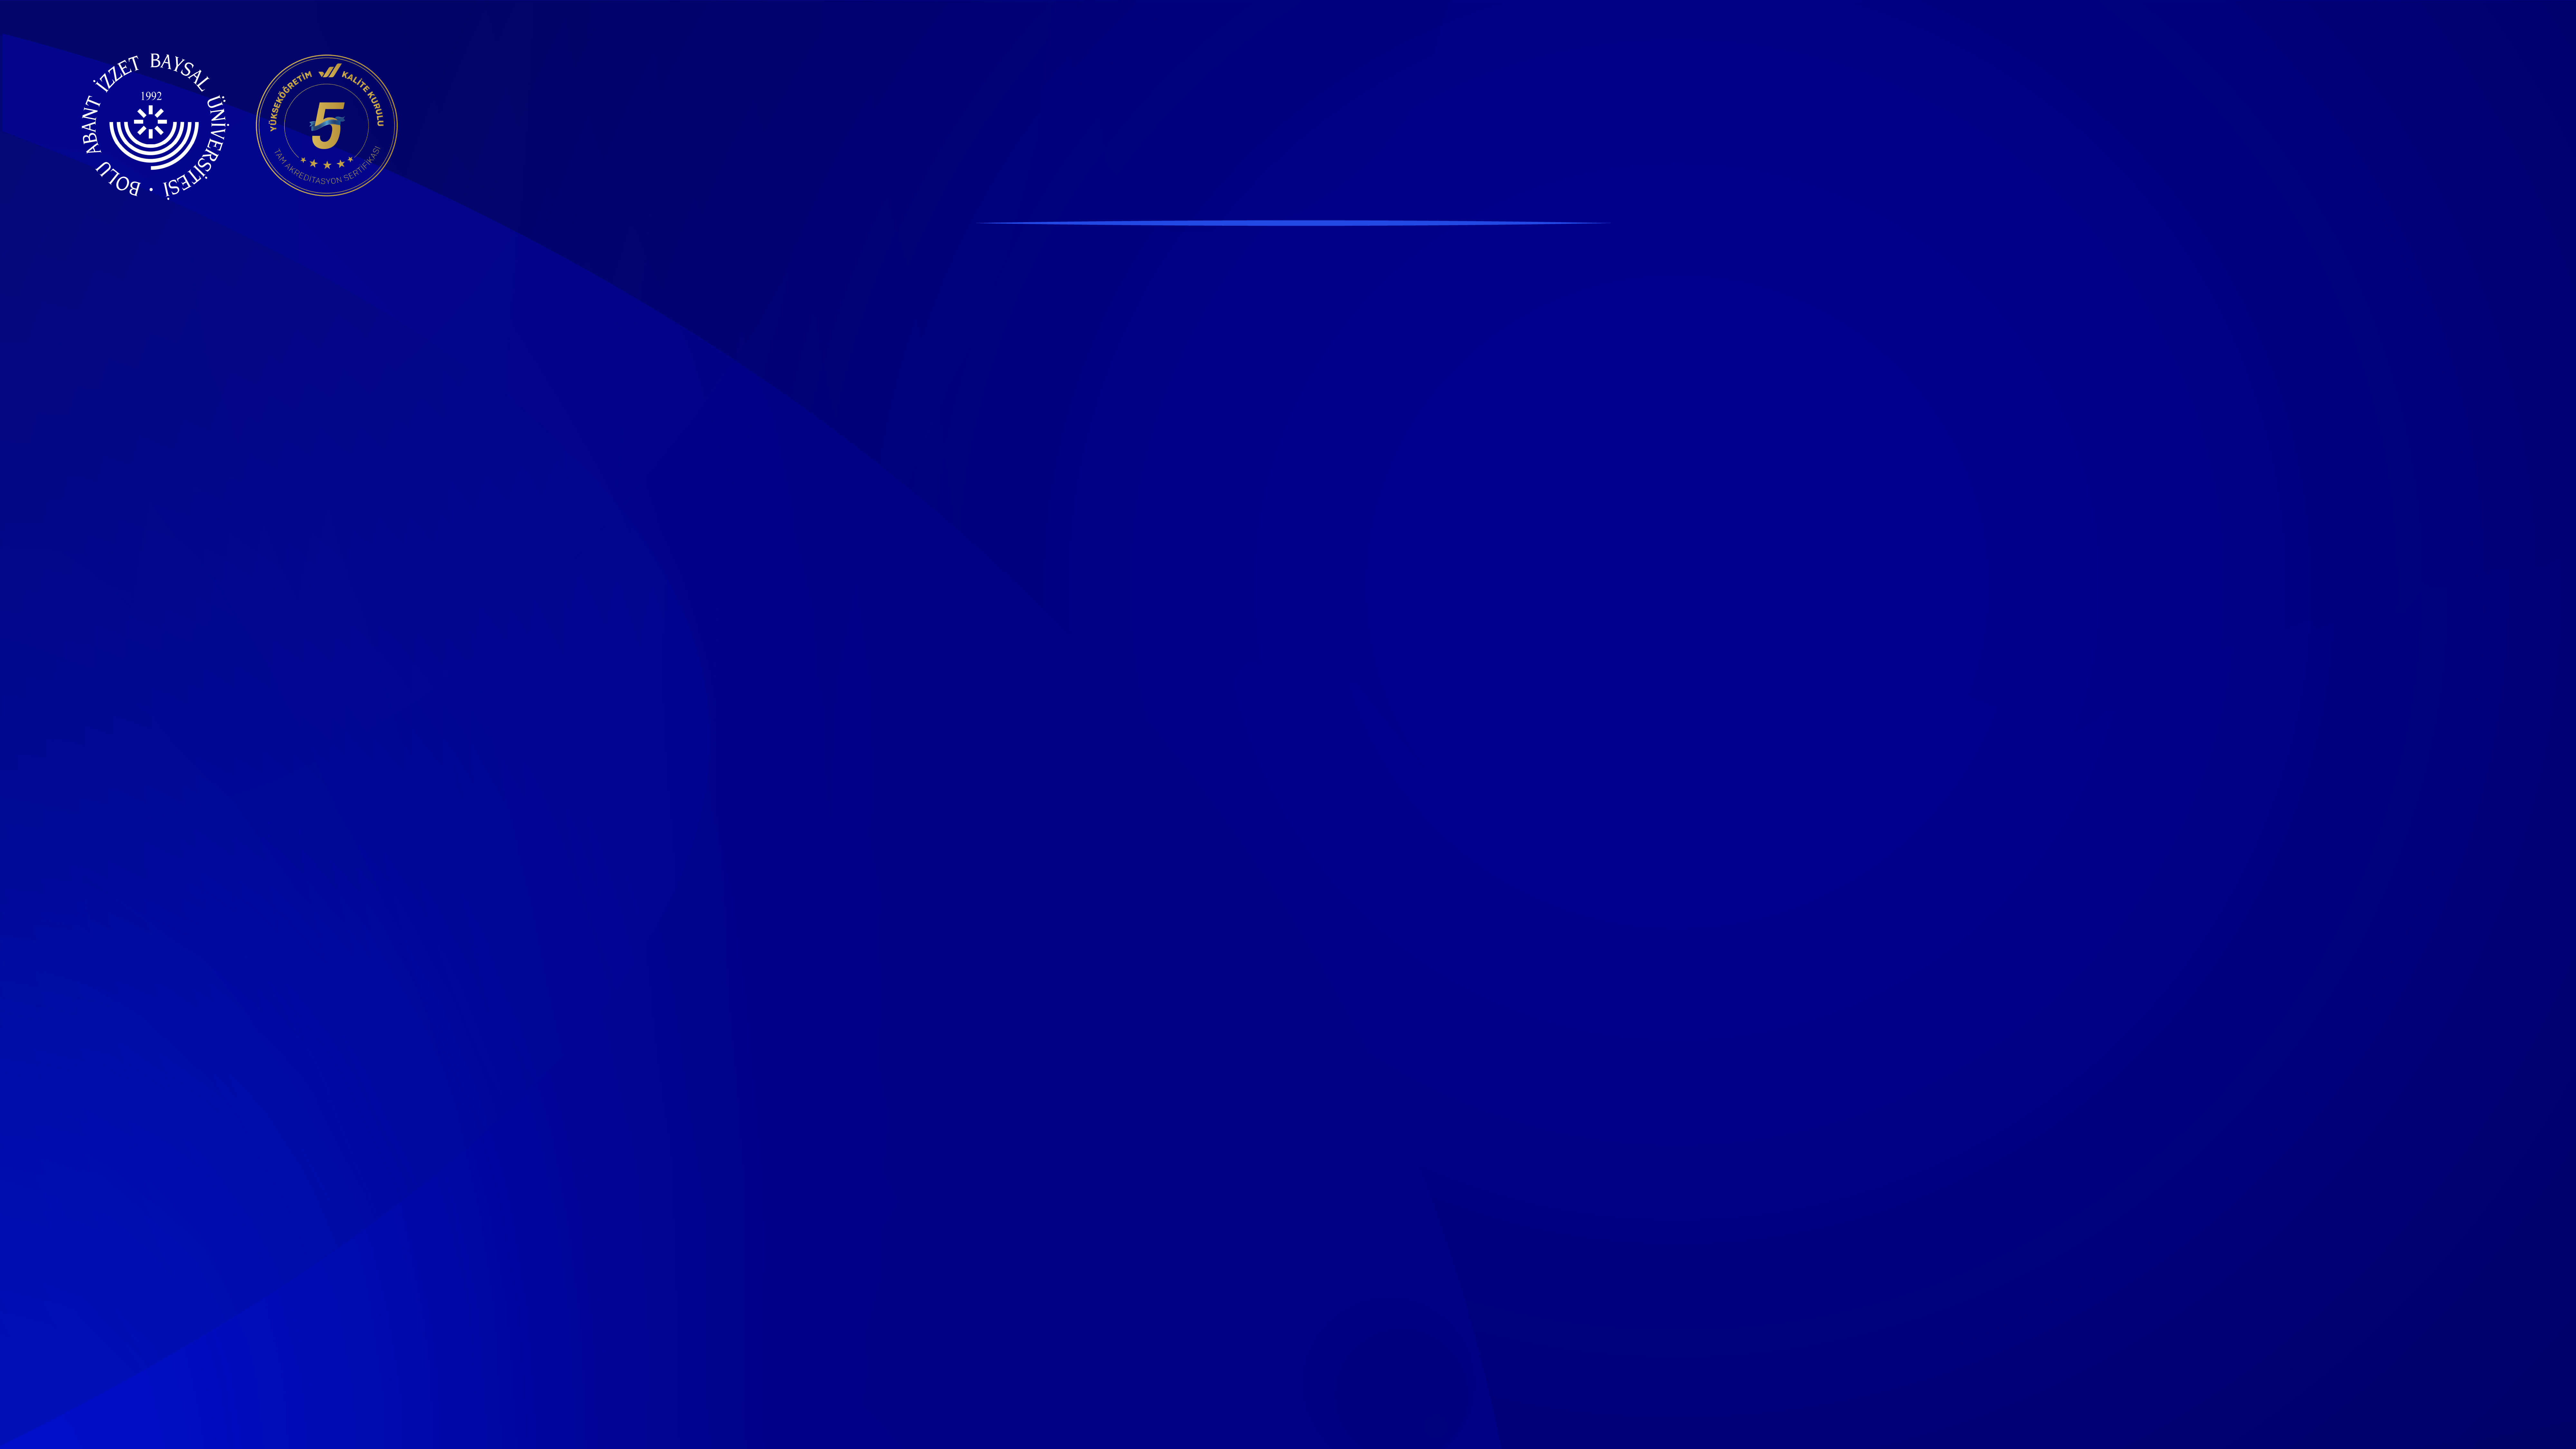 BOLU ABANT İZZET BAYSAL ÜNİVERSİTESİ •
1992
YÜKSEKÖĞRETİM KALİTE KURULU
5
TAM AKREDİTASYON SERTİFİKASI